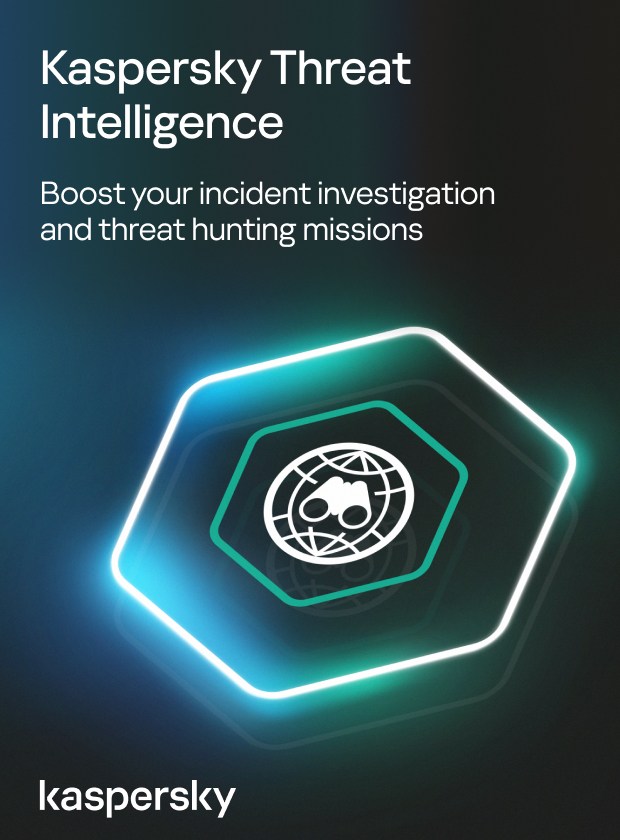 Kaspersky Threat
Intelligence
Boost your incident investigation
and threat hunting missions
kaspersky